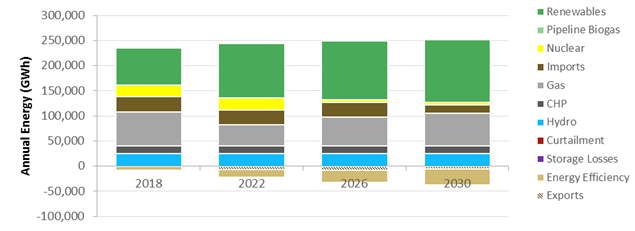 300,000
250,000
200,000
150,000
100,000
50,000
0
-50,000
-100,000
Annual Energy (GWh)
2018 2022 2026 2030
Renewables
Pipeline Biogas
Nuclear
Imports
Gas
CHP
Hydro
Curtailment
Storage Losses
Energy Efficiency
Exports